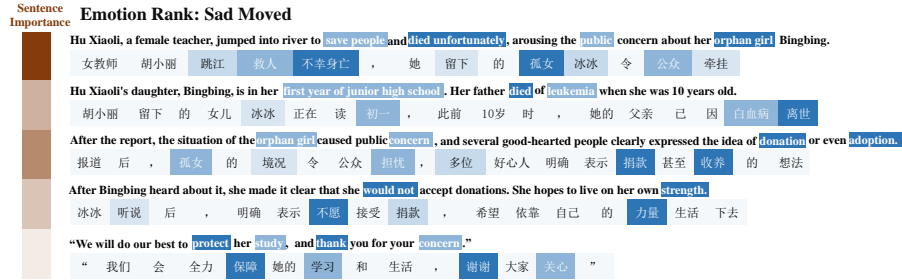 Sentence
Importance
Emotion Rank: Sad Moved
Hu Xiaoli, a female teacher, jumped into river to save people and died unfortunately, arousing the public concern about her orphan girl Bingbing.
女教师 胡小丽 跳江 救人 不幸身亡 , 她 留下 的 孤女 冰冰 令 公众 牵挂
Hu Xiaoli's daughter, Bingbing, is in her first year of junior high school. Her father died of leukemia when she was 10 years old.
胡小丽 留下 的 女儿 冰冰 正在 读 初一 , 此前 10岁 时 , 她的 父亲 已 因 白血病 离世
After the report, the situation of the orphan girl caused public concern, and several good-hearted people clearly expressed the idea of donation or even adoption.
报道 后 , 孤女 的 境况 令 公众 担忧 , 多位 好心人 明确 表示 捐款 甚至 收养 的 想法
After Bingbing heard about it, she made it clear that she would not accept donations. She hopes to live on her own strength.
冰冰 听说 后 , 明确 表示 不愿 接受 捐款 , 希望 依靠 自己 的 力量 生活 下去
“We will do our best to protect her study, and thank you for your concern.”
“ 我们 会 全力 保障 她的 学习 和 生活 , 谢谢 大家 关心 ”